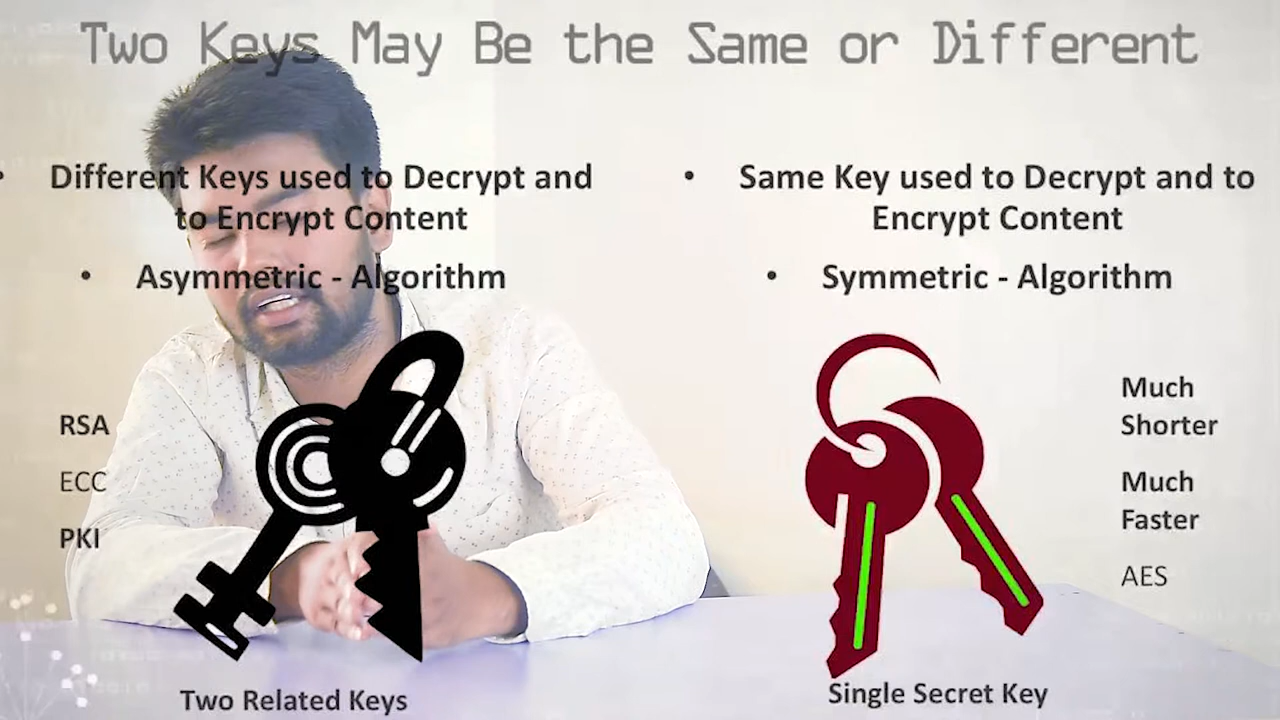 Two Keys May Be the Same or Different
• Different Keys used to Decrypt and
to Encrypt Content
• Asymmetric - Algorithm
RSA
ECC
PKI
Two Related Keys
• Same Key used to Decrypt and to
Encrypt Content
• Symmetric - Algorithm
Much
Shorter
Much
Faster
AES
Single Secret Key